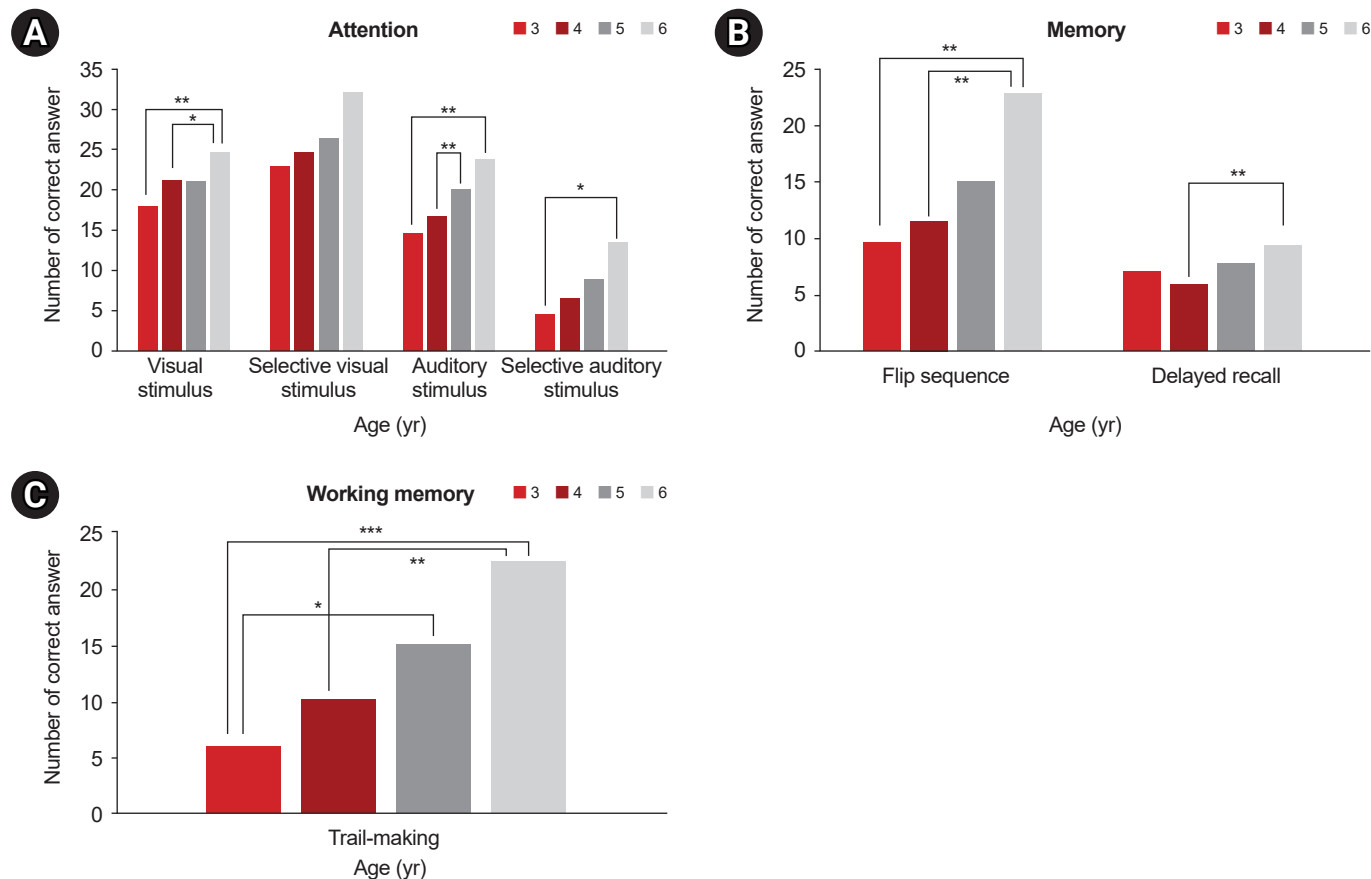 A
Attention
3 4 5 6
Number of correct answer
35
30
25
20
15
10
5
0
**
*
**
**
*
Visual stimulus
Selective visual stimulus
Auditory stimulus
Selective auditory stimulus
Age (yr)
B
Memory
3 4 5 6
Number of correct answer
25
20
15
10
5
0
**
**
**
Flip sequence
Delayed recall
Age (yr)
C
Working memory
3 4 5 6
Number of correct answer
25
20
15
10
5
0
***
**
*
Trail-making
Age (yr)